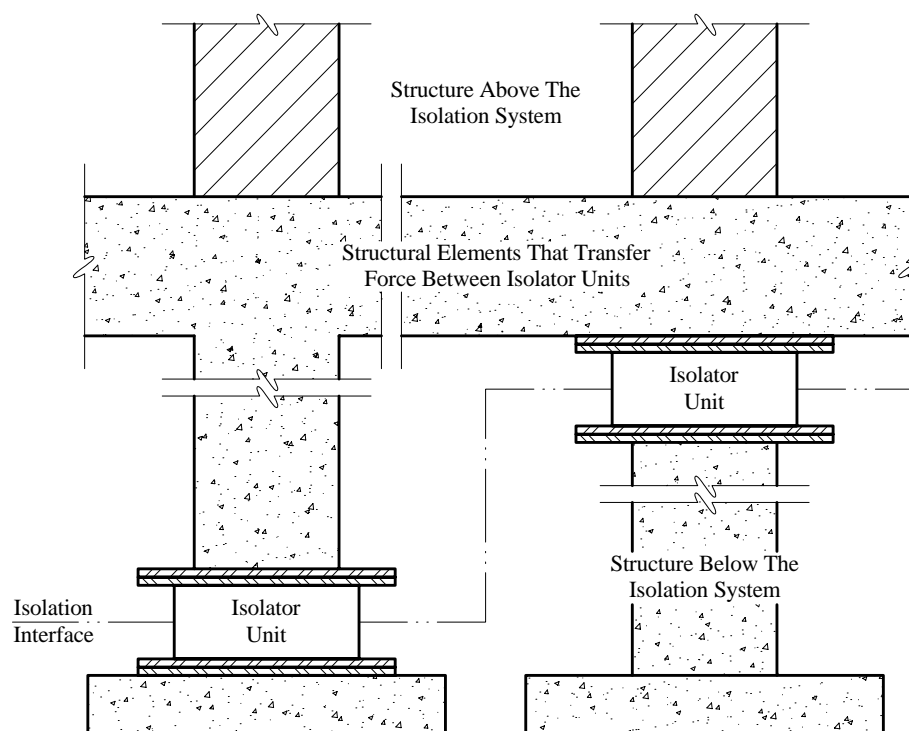 Structure Above The
Isolation System
Structural Elements That Transfer
Force Between Isolator Units
Isolator
Unit
Structure Below The
Isolation System
Isolation
Interface
Isolator
Unit